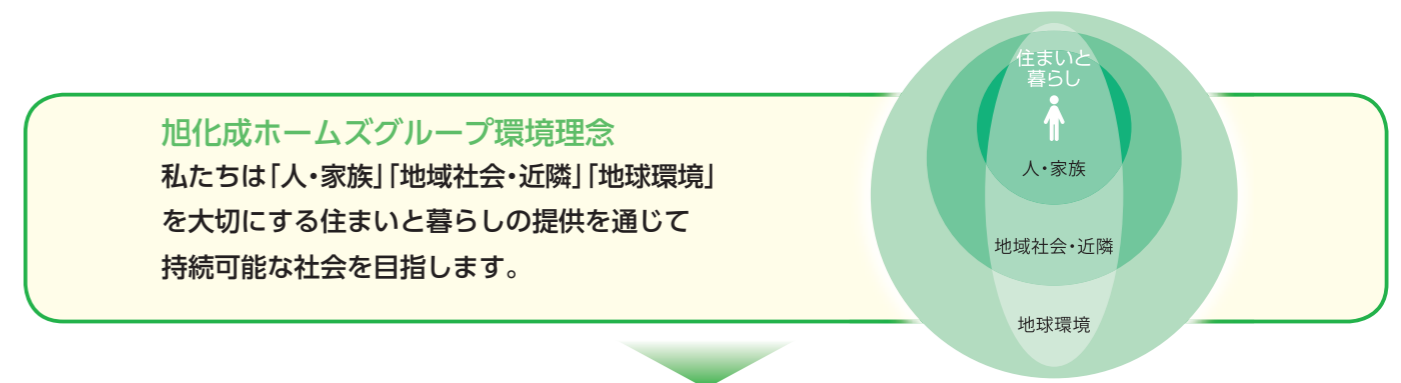 旭化成ホームズグループ環境理念
私たちは「人・家族」「地域社会・近隣」「地球環境」
を大切にする住まいと暮らしの提供を通じて
持続可能な社会を目指します。
住まいと
暮らし
人・家族
地域社会・近隣
地球環境